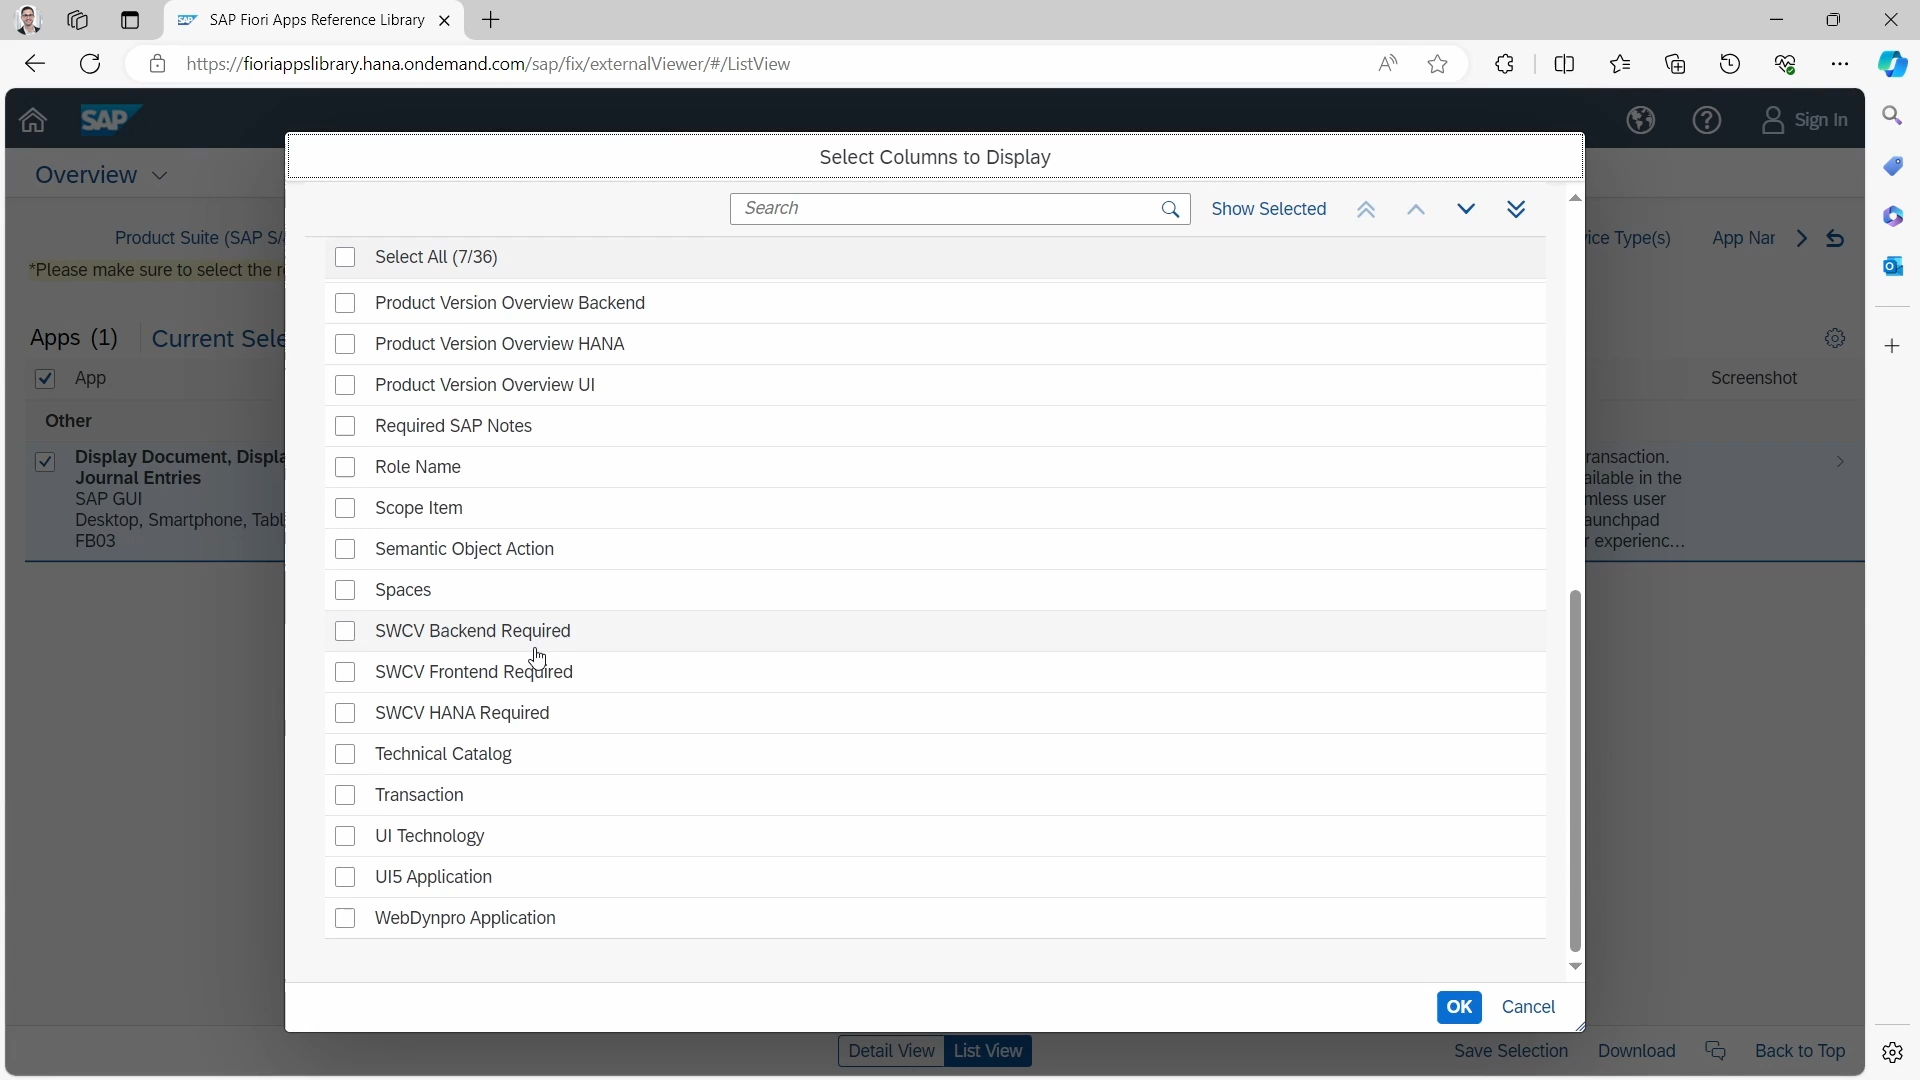 SAP Fiori Apps Reference Library
https://fioriappslibrary.hana.ondemand.com/sap/fix/externalViewer/#/ListView
SAP
Sign In
Overview
Select Columns to Display
Search
Show Selected
Product Suite (SAP S/
ice Type(s)
App Nar
*Please make sure to select the r
Select All (7/36)
Product Version Overview Backend
Apps (1)
Current Sele
Product Version Overview HANA
App
Product Version Overview UI
Screenshot
Other
Required SAP Notes
Display Document, Displa
Journal Entries
SAP GUI
Desktop, Smartphone, Tabl
FB03
Role Name
Scope Item
Semantic Object Action
ransaction.
ailable in the
mless user
aunchpad
r experienc...
Spaces
SWCV Backend Required
SWCV Frontend Required
SWCV HANA Required
Technical Catalog
Transaction
UI Technology
UI5 Application
WebDynpro Application
OK
Cancel
Detail View
List View
Save Selection
Download
Back to Top